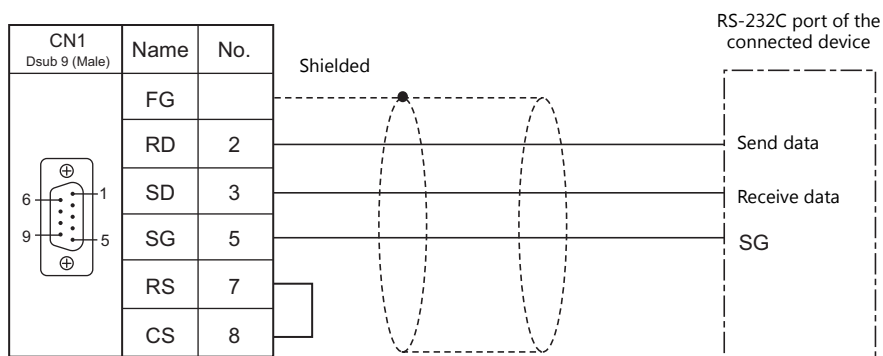 RS-232C port of the
connected device
CN1
Dsub 9 (Male)
Name
No.
Shielded
FG
RD
2
Send data
SD
3
Receive data
SG
5
SG
RS
7
CS
8
6
1
9
5